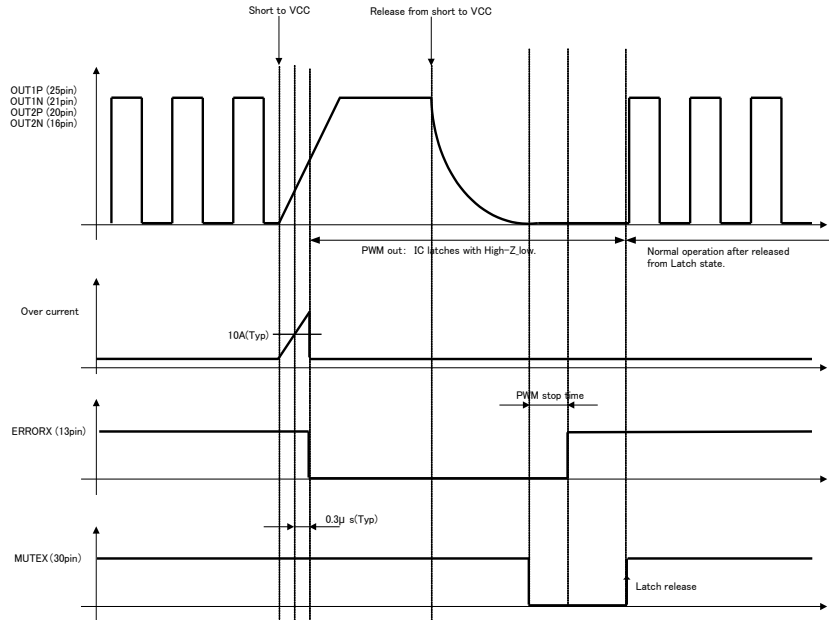 Short to VCC
Release from short to VCC
OUT1P (25pin)
OUT1N (21pin)
OUT2P (20pin)
OUT2N (16pin)
PWM out: IC latches with High-Z_low.
Normal operation after released
from Latch state.
Over current
10A(Typ)
PWM stop time
ERRORX (13pin)
0.3μ s(Typ)
MUTEX (30pin)
Latch release